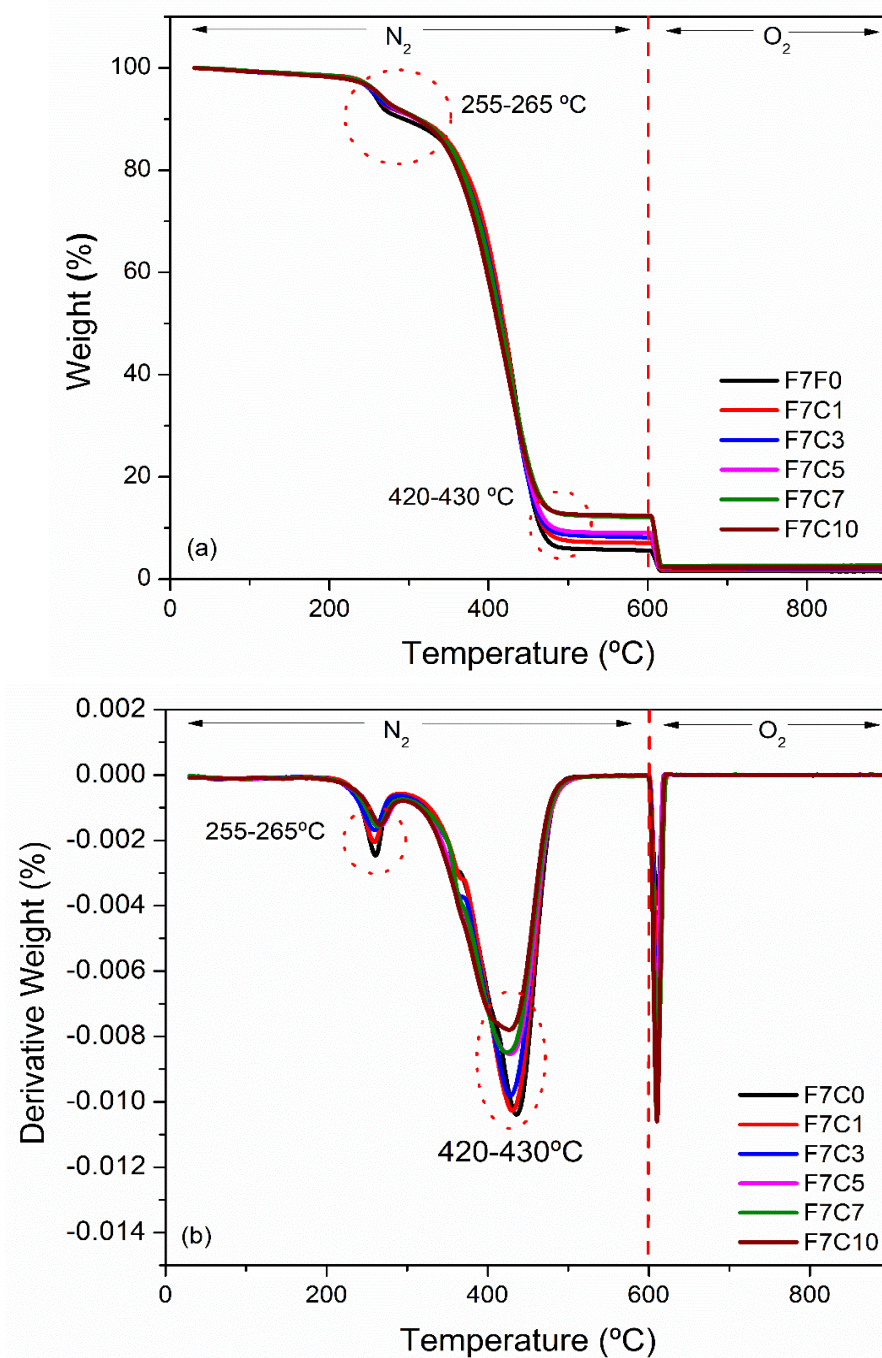 N2
O2
100
80
60
40
20
0
Weight (%)
255-265 ºC
420-430 ºC
(a)
F7F0
F7C1
F7C3
F7C5
F7C7
F7C10
0
200
400
600
800
Temperature (ºC)
N2
O2
0.002
0.000
-0.002
-0.004
-0.006
-0.008
-0.010
-0.012
-0.014
Derivative Weight (%)
255-265ºC
420-430ºC
(b)
F7C0
F7C1
F7C3
F7C5
F7C7
F7C10
0
200
400
600
800
Temperature (ºC)